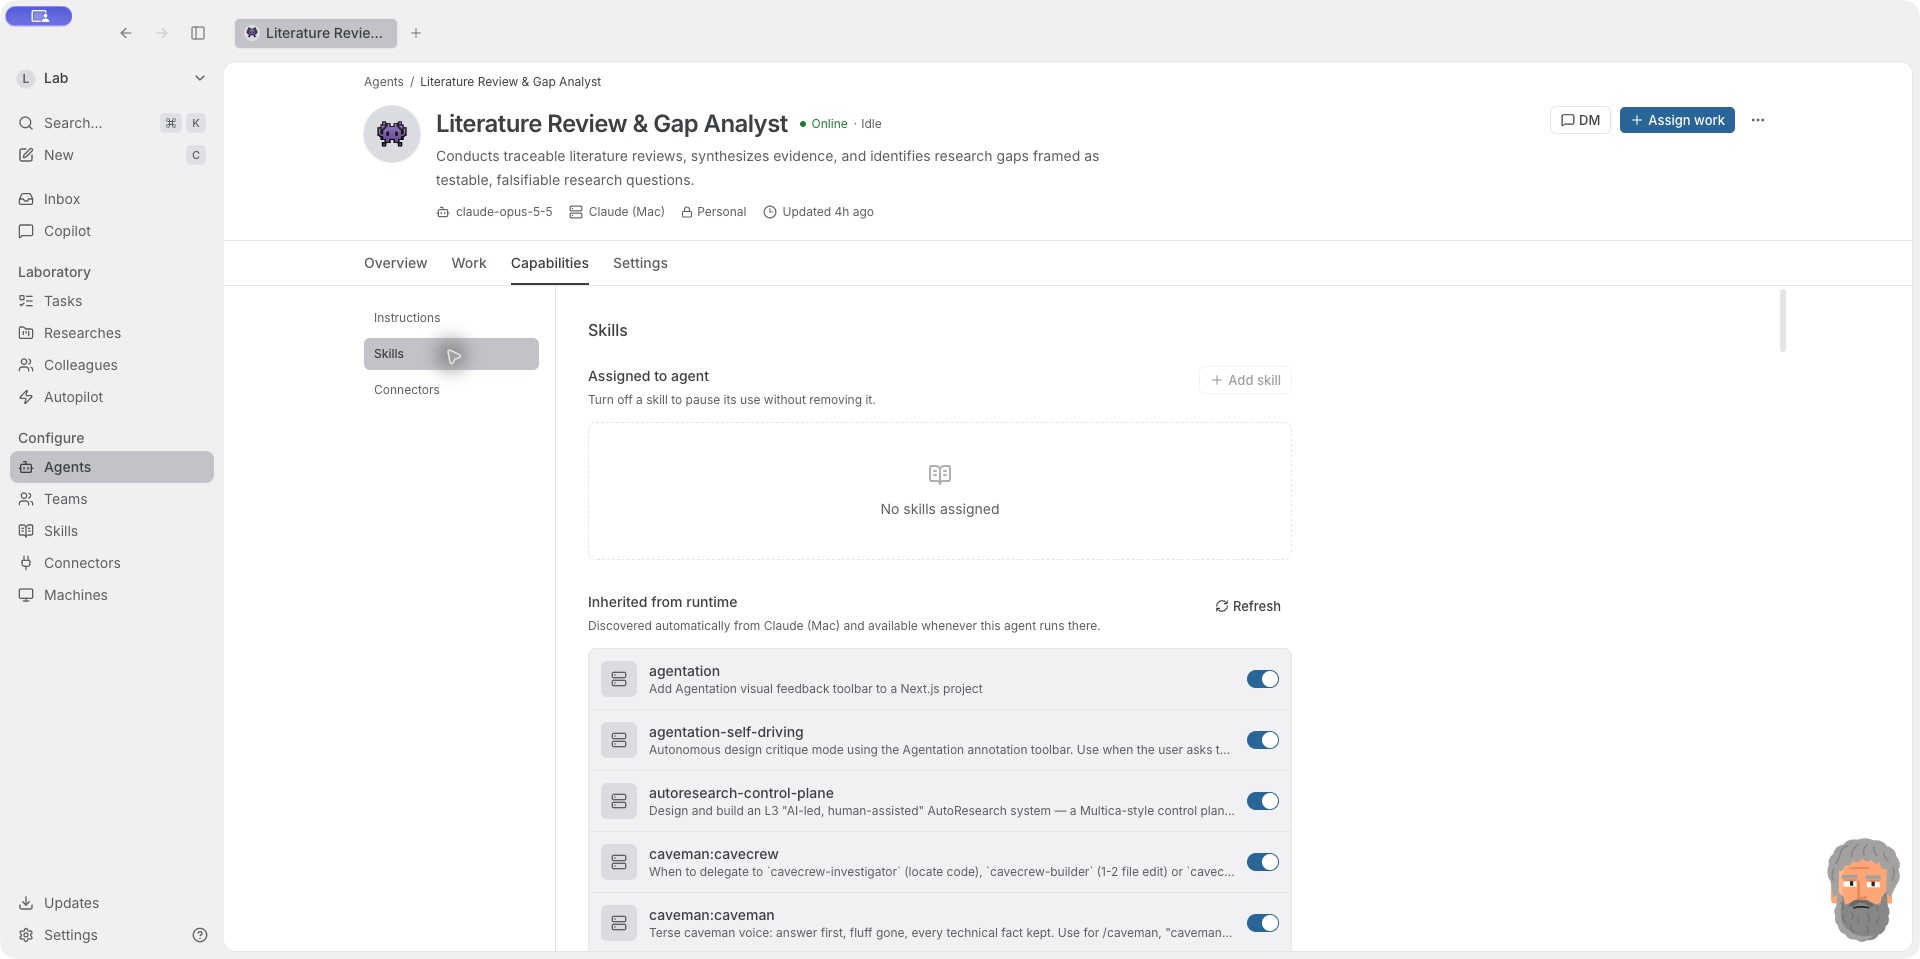 Literature Revie...
L Lab
Search... ⌘ K
New C
Inbox
Copilot
Laboratory
Tasks
Researches
Colleagues
Autopilot
Configure
Agents
Teams
Skills
Connectors
Machines
Updates
Settings
Agents / Literature Review & Gap Analyst
Literature Review & Gap Analyst • Online · Idle
DM
+ Assign work
Conducts traceable literature reviews, synthesizes evidence, and identifies research gaps framed as
testable, falsifiable research questions.
claude-opus-5-5 Claude (Mac) Personal Updated 4h ago
Overview Work Capabilities Settings
Instructions
Skills
Connectors
Skills
Assigned to agent
+ Add skill
Turn off a skill to pause its use without removing it.
No skills assigned
Inherited from runtime
Refresh
Discovered automatically from Claude (Mac) and available whenever this agent runs there.
agentation
Add Agentation visual feedback toolbar to a Next.js project
agentation-self-driving
Autonomous design critique mode using the Agentation annotation toolbar. Use when the user asks t...
autoresearch-control-plane
Design and build an L3 "AI-led, human-assisted" AutoResearch system — a Multica-style control plan...
caveman:cavecrew
When to delegate to `cavecrew-investigator` (locate code), `cavecrew-builder` (1-2 file edit) or `cavec...
caveman:caveman
Terse caveman voice: answer first, fluff gone, every technical fact kept. Use for /caveman, "caveman...